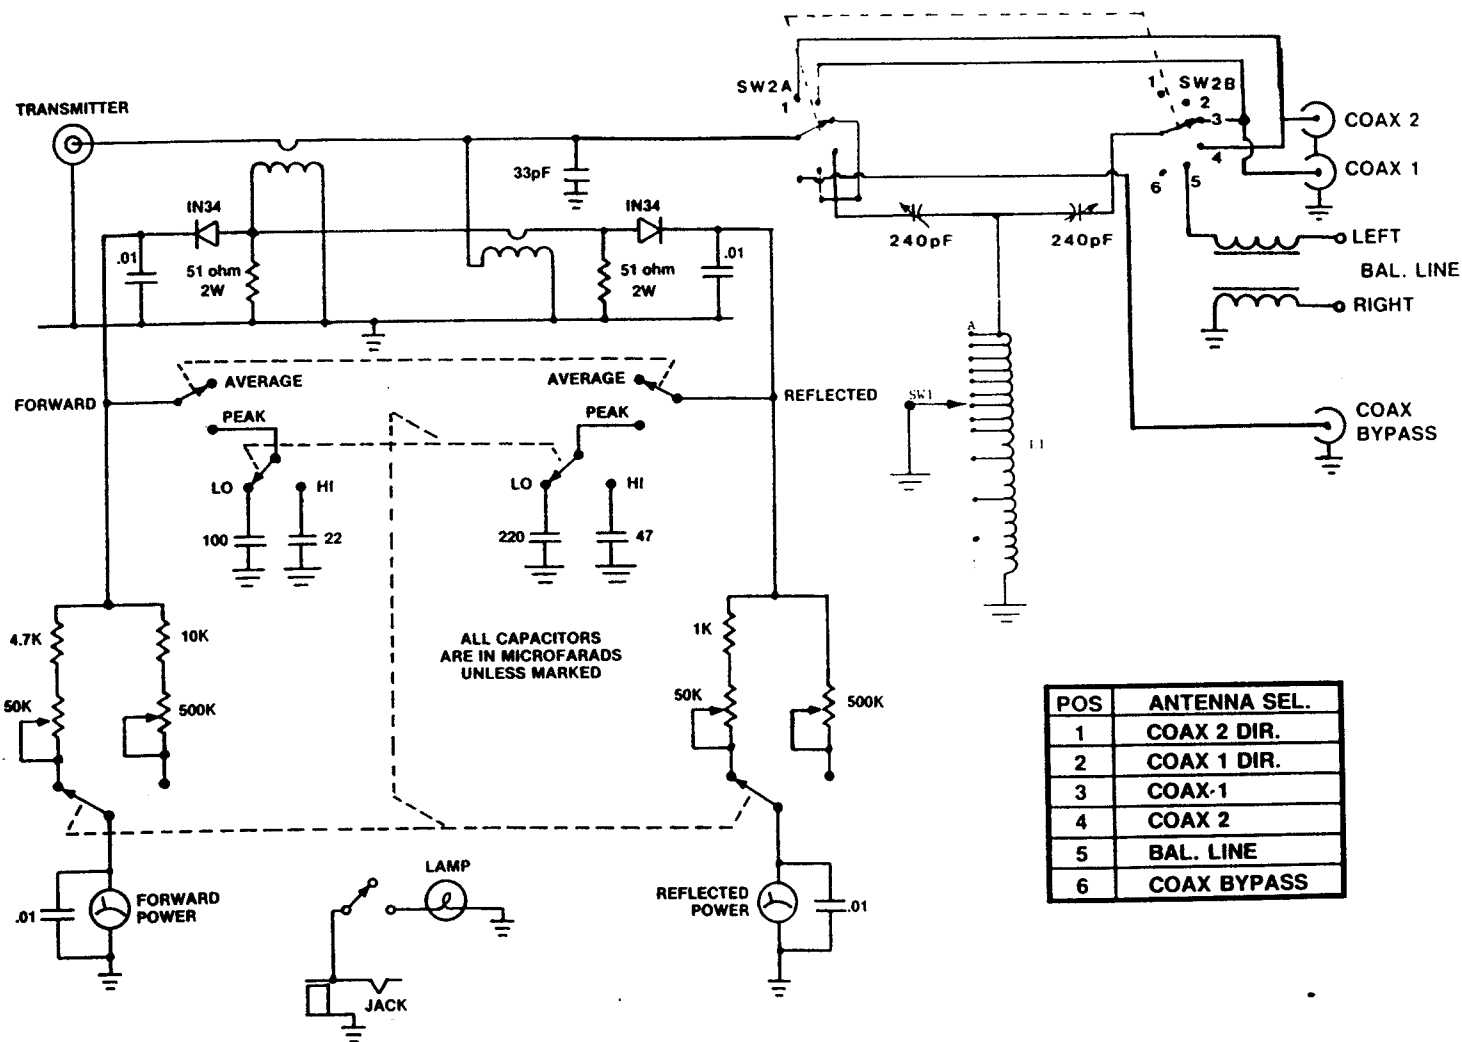 TRANSMITTER
33pF
IN34
IN34
.01
51 ohm
2W
51 ohm
2W
.01
SW2A
1
1
SW2B
2
3
4
5
6
COAX 2
COAX 1
240pF
240pF
LEFT
BAL. LINE
RIGHT
A
SW1
COAX
BYPASS
FORWARD
AVERAGE
AVERAGE
REFLECTED
PEAK
PEAK
LO
HI
LO
HI
100
22
220
47
4.7K
10K
50K
500K
ALL CAPACITORS
ARE IN MICROFARADS
UNLESS MARKED
1K
50K
500K
POS ANTENNA SEL.
1 COAX 2 DIR.
2 COAX 1 DIR.
3 COAX-1
4 COAX 2
5 BAL. LINE
6 COAX BYPASS
.01
FORWARD
POWER
LAMP
JACK
REFLECTED
POWER
.01